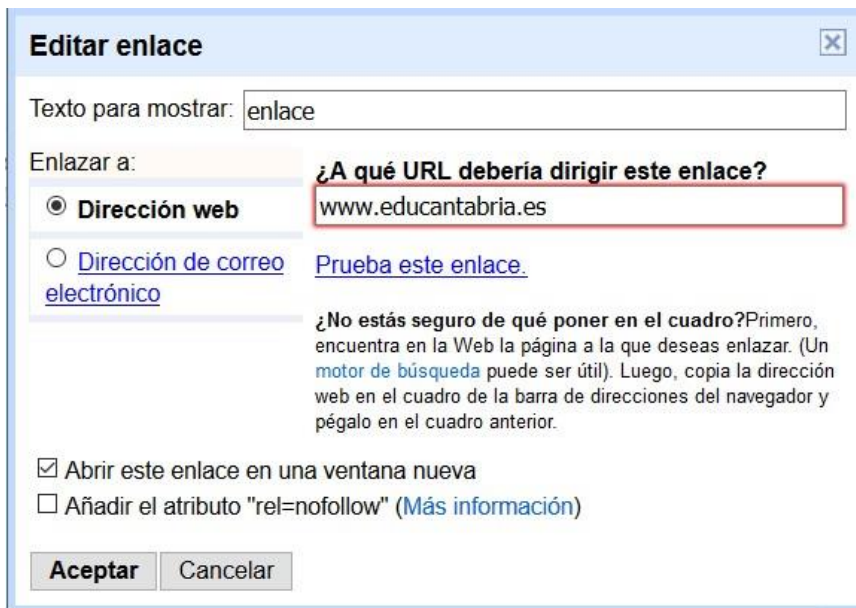 Editar enlace
Texto para mostrar: enlace
Enlazar a:
Dirección web
Dirección de correo
electrónico
¿A qué URL debería dirigir este enlace?
www.educantabria.es
Prueba este enlace.
¿No estás seguro de qué poner en el cuadro?Primero,
encuentra en la Web la página a la que deseas enlazar. (Un
motor de búsqueda puede ser útil). Luego, copia la dirección
web en el cuadro de la barra de direcciones del navegador y
pégalo en el cuadro anterior.
Abrir este enlace en una ventana nueva
Añadir el atributo "rel=nofollow" (Más información)
Aceptar Cancelar